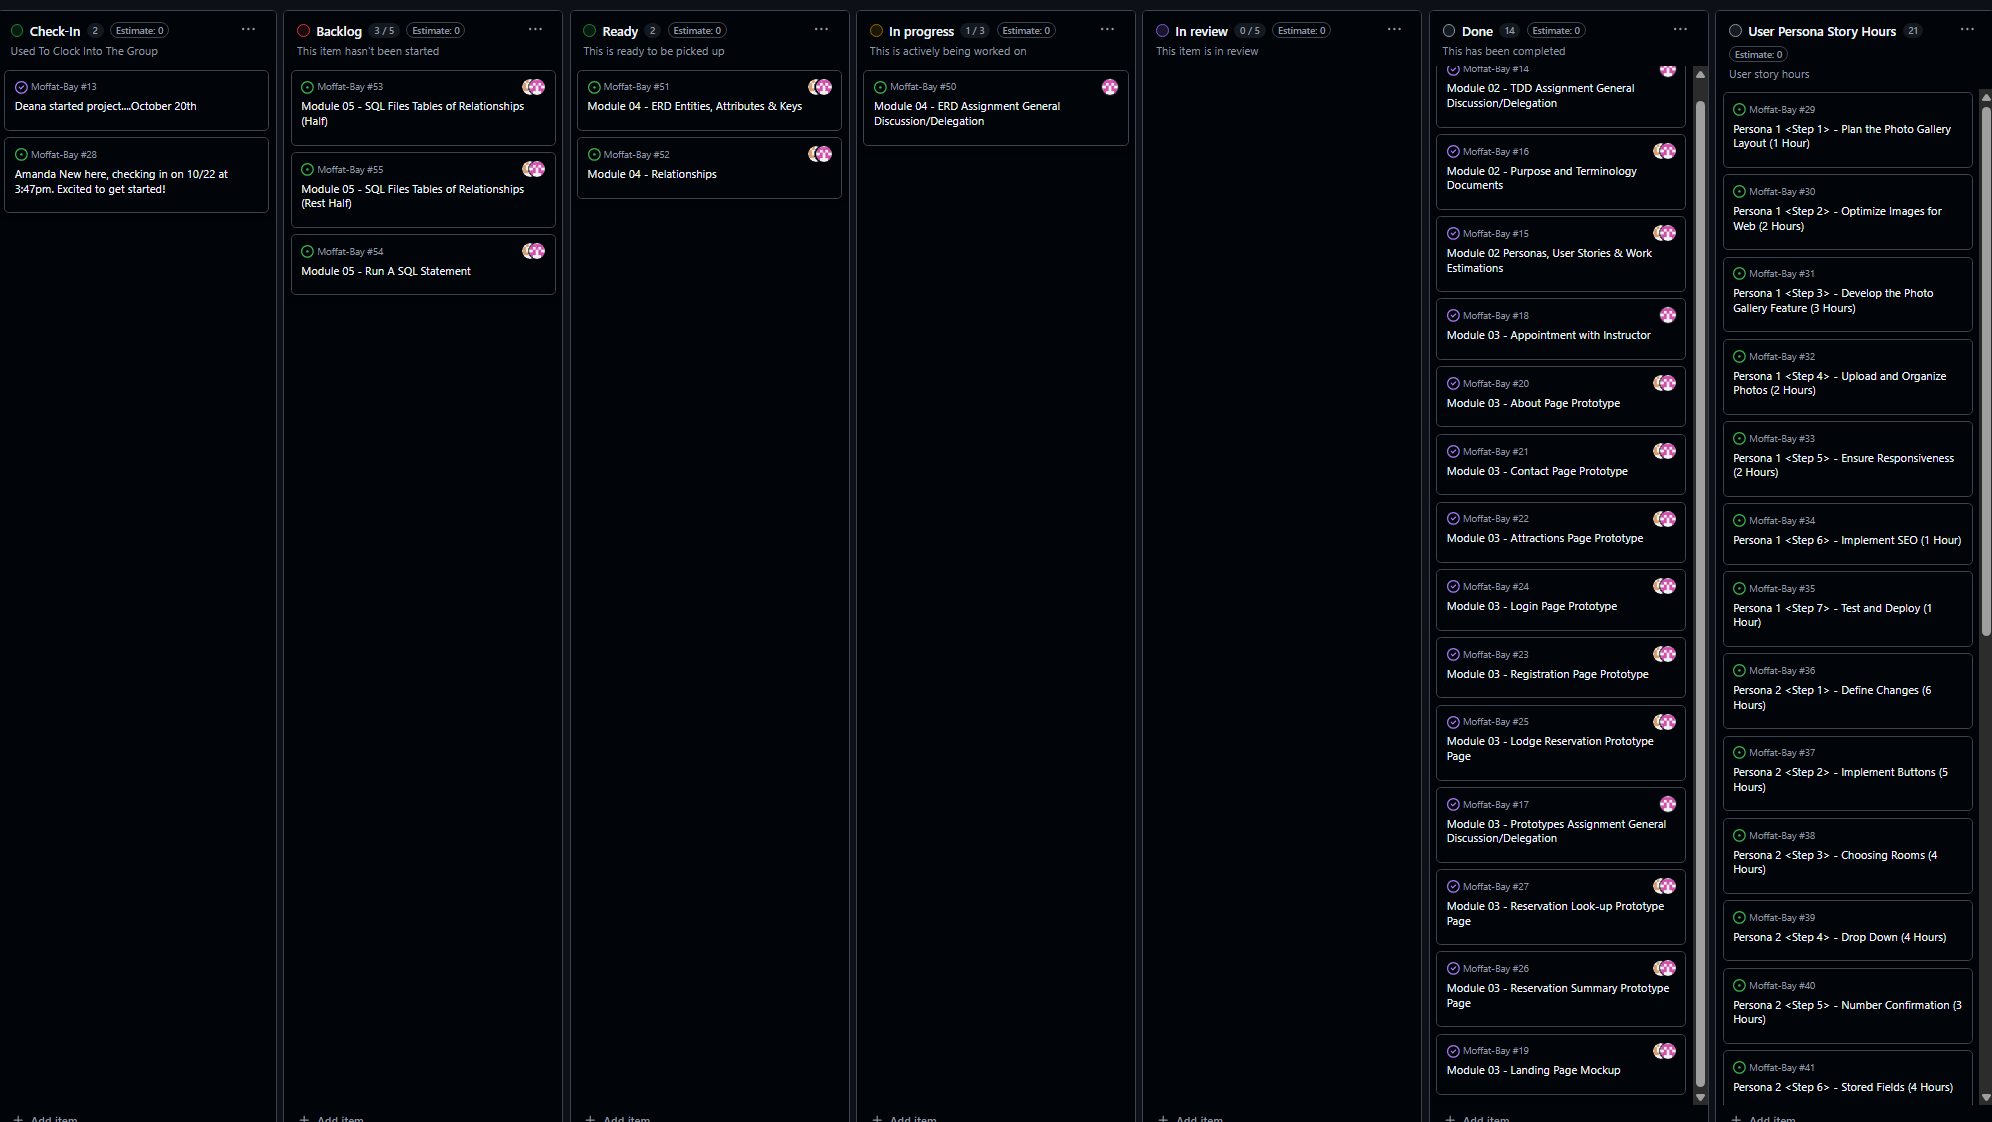 Check-In 2 Estimate: 0
Used To Clock Into The Group
Moffat-Bay #13
Deana started project....October 20th
Moffat-Bay #28
Amanda New here, checking in on 10/22 at
3:47pm. Excited to get started!
Add item
Backlog 3 / 5 Estimate: 0
This item hasn't been started
Moffat-Bay #53
Module 05 - SQL Files Tables of Relationships
(Half)
Moffat-Bay #55
Module 05 - SQL Files Tables of Relationships
(Rest Half)
Moffat-Bay #54
Module 05 - Run A SQL Statement
Add item
Ready 2 Estimate: 0
This is ready to be picked up
Moffat-Bay #51
Module 04 - ERD Entities, Attributes & Keys
Moffat-Bay #52
Module 04 - Relationships
Add item
In progress 1 / 3 Estimate: 0
This is actively being worked on
Moffat-Bay #50
Module 04 - ERD Assignment General
Discussion/Delegation
Add item
In review 0 / 5 Estimate: 0
This item is in review
Add item
Done 14 Estimate: 0
This has been completed
Moffat-Bay #14
Module 02 - TDD Assignment General
Discussion/Delegation
Moffat-Bay #16
Module 02 - Purpose and Terminology
Documents
Moffat-Bay #15
Module 02 Personas, User Stories & Work
Estimations
Moffat-Bay #18
Module 03 - Appointment with Instructor
Moffat-Bay #20
Module 03 - About Page Prototype
Moffat-Bay #21
Module 03 - Contact Page Prototype
Moffat-Bay #22
Module 03 - Attractions Page Prototype
Moffat-Bay #24
Module 03 - Login Page Prototype
Moffat-Bay #23
Module 03 - Registration Page Prototype
Moffat-Bay #25
Module 03 - Lodge Reservation Prototype
Page
Moffat-Bay #17
Module 03 - Prototypes Assignment General
Discussion/Delegation
Moffat-Bay #27
Module 03 - Reservation Look-up Prototype
Page
Moffat-Bay #26
Module 03 - Reservation Summary Prototype
Page
Moffat-Bay #19
Module 03 - Landing Page Mockup
Add item
User Persona Story Hours 21
Estimate: 0
User story hours
Moffat-Bay #29
Persona 1 <Step 1> - Plan the Photo Gallery
Layout (1 Hour)
Moffat-Bay #30
Persona 1 <Step 2> - Optimize Images for
Web (2 Hours)
Moffat-Bay #31
Persona 1 <Step 3> - Develop the Photo
Gallery Feature (3 Hours)
Moffat-Bay #32
Persona 1 <Step 4> - Upload and Organize
Photos (2 Hours)
Moffat-Bay #33
Persona 1 <Step 5> - Ensure Responsiveness
(2 Hours)
Moffat-Bay #34
Persona 1 <Step 6> - Implement SEO (1 Hour)
Moffat-Bay #35
Persona 1 <Step 7> - Test and Deploy (1
Hour)
Moffat-Bay #36
Persona 2 <Step 1> - Define Changes (6
Hours)
Moffat-Bay #37
Persona 2 <Step 2> - Implement Buttons (5
Hours)
Moffat-Bay #38
Persona 2 <Step 3> - Choosing Rooms (4
Hours)
Moffat-Bay #39
Persona 2 <Step 4> - Drop Down (4 Hours)
Moffat-Bay #40
Persona 2 <Step 5> - Number Confirmation (3
Hours)
Moffat-Bay #41
Persona 2 <Step 6> - Stored Fields (4 Hours)
Add item